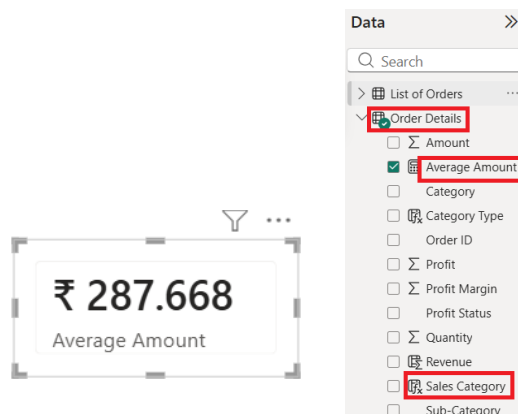 ₹ 287.668
Average Amount
Data
Search
List of Orders
Order Details
Amount
Average Amount
Category
Category Type
Order ID
Profit
Profit Margin
Profit Status
Quantity
Revenue
Sales Category
Sub-Category